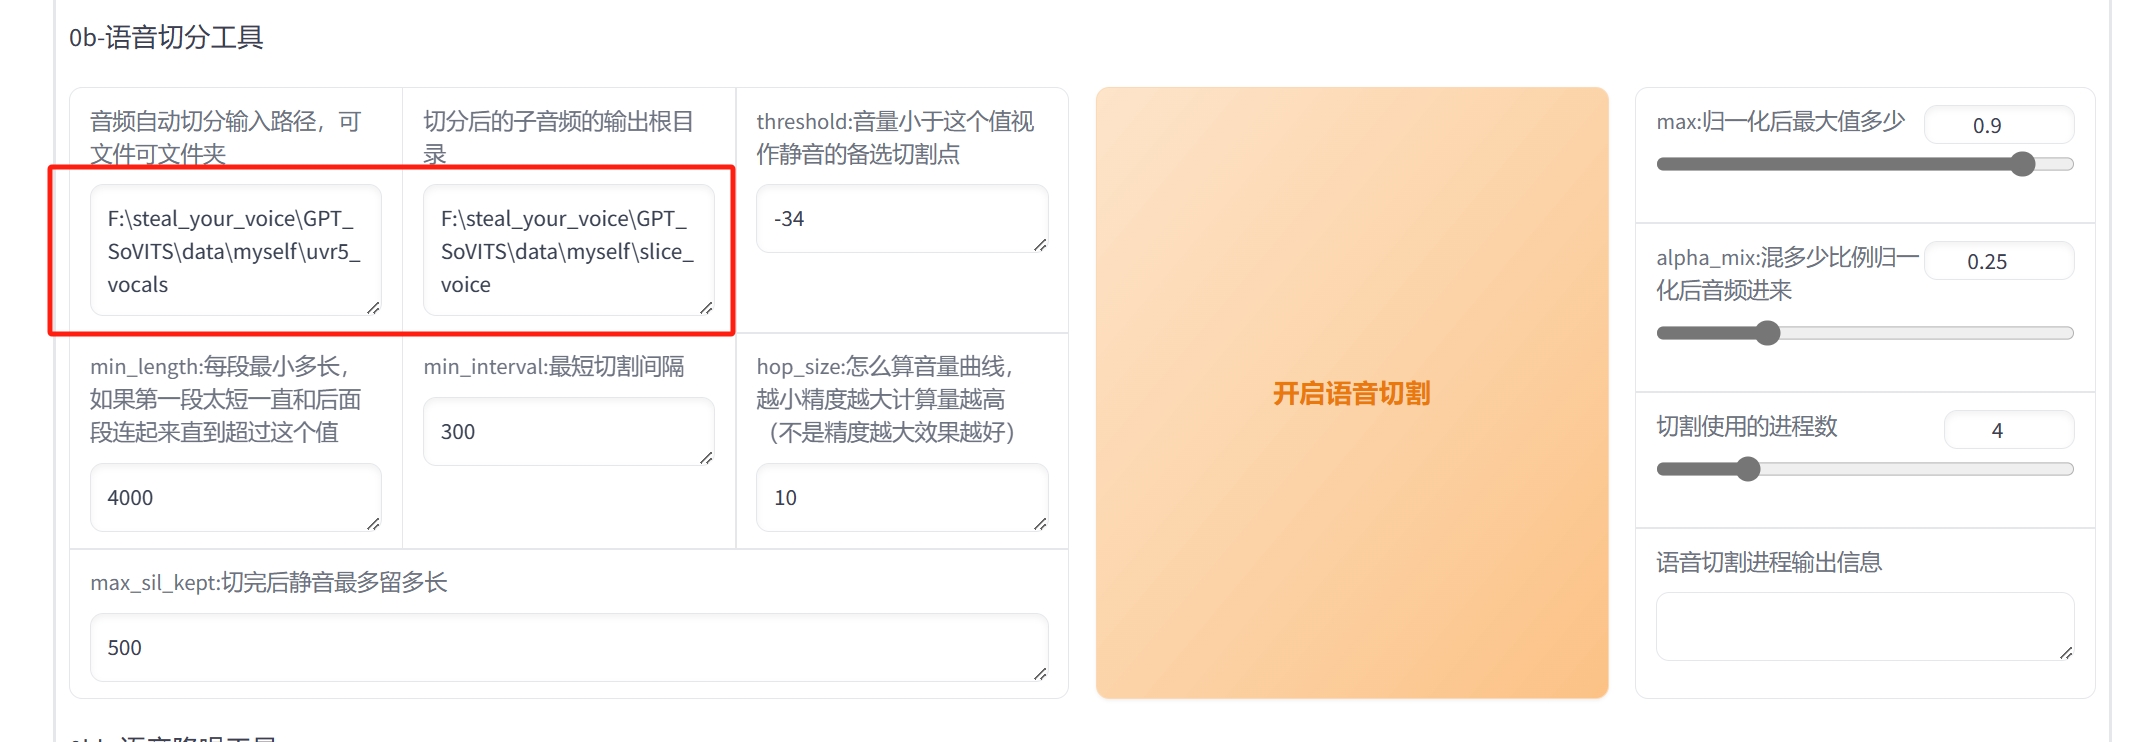 0b-语音切分工具
音频自动切分输入路径，可
文件可文件夹
F:\steal_your_voice\GPT_
SoVITS\data\myself\uvr5_
vocals
切分后的子音频的输出根目
录
F:\steal_your_voice\GPT_
SoVITS\data\myself\slice_
voice
threshold:音量小于这个值视
作静音的备选切割点
-34
min_length:每段最小多长，
如果第一段太短一直和后面
段连起来直到超过这个值
4000
min_interval:最短切割间隔
300
hop_size:怎么算音量曲线，
越小精度越大计算量越高
（不是精度越大效果越好）
10
max_sil_kept:切完后静音最多留多长
500
开启语音切割
max:归一化后最大值多少
0.9
alpha_mix:混多少比例归一
化后音频进来
0.25
切割使用的进程数
4
语音切割进程输出信息